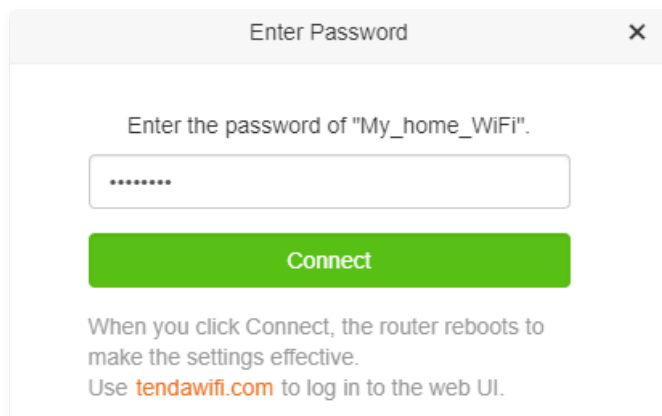 Enter Password
Enter the password of "My_home_WiFi".
••••••••
Connect
When you click Connect, the router reboots to
make the settings effective.
Use tendawifi.com to log in to the web UI.